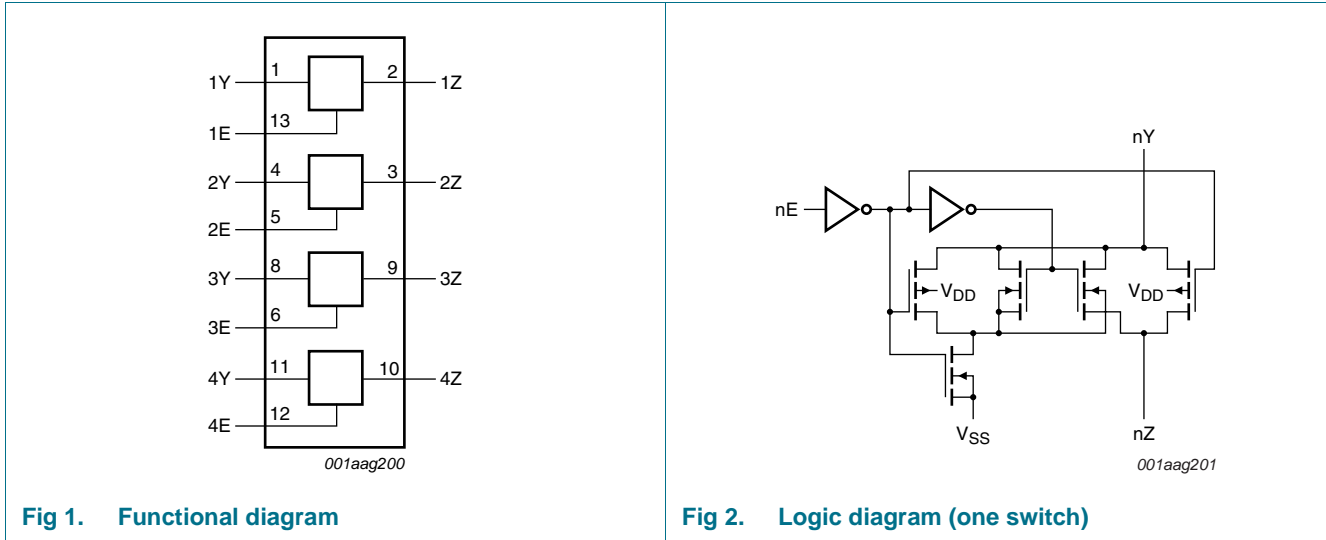 1Y 1 2 1Z
1E 13
2Y 4 3 2Z
2E 5
3Y 8 9 3Z
3E 6
4Y 11 10 4Z
4E 12
001aag200
Fig 1. Functional diagram
nY
nE
VDD VDD
VSS nZ
001aag201
Fig 2. Logic diagram (one switch)